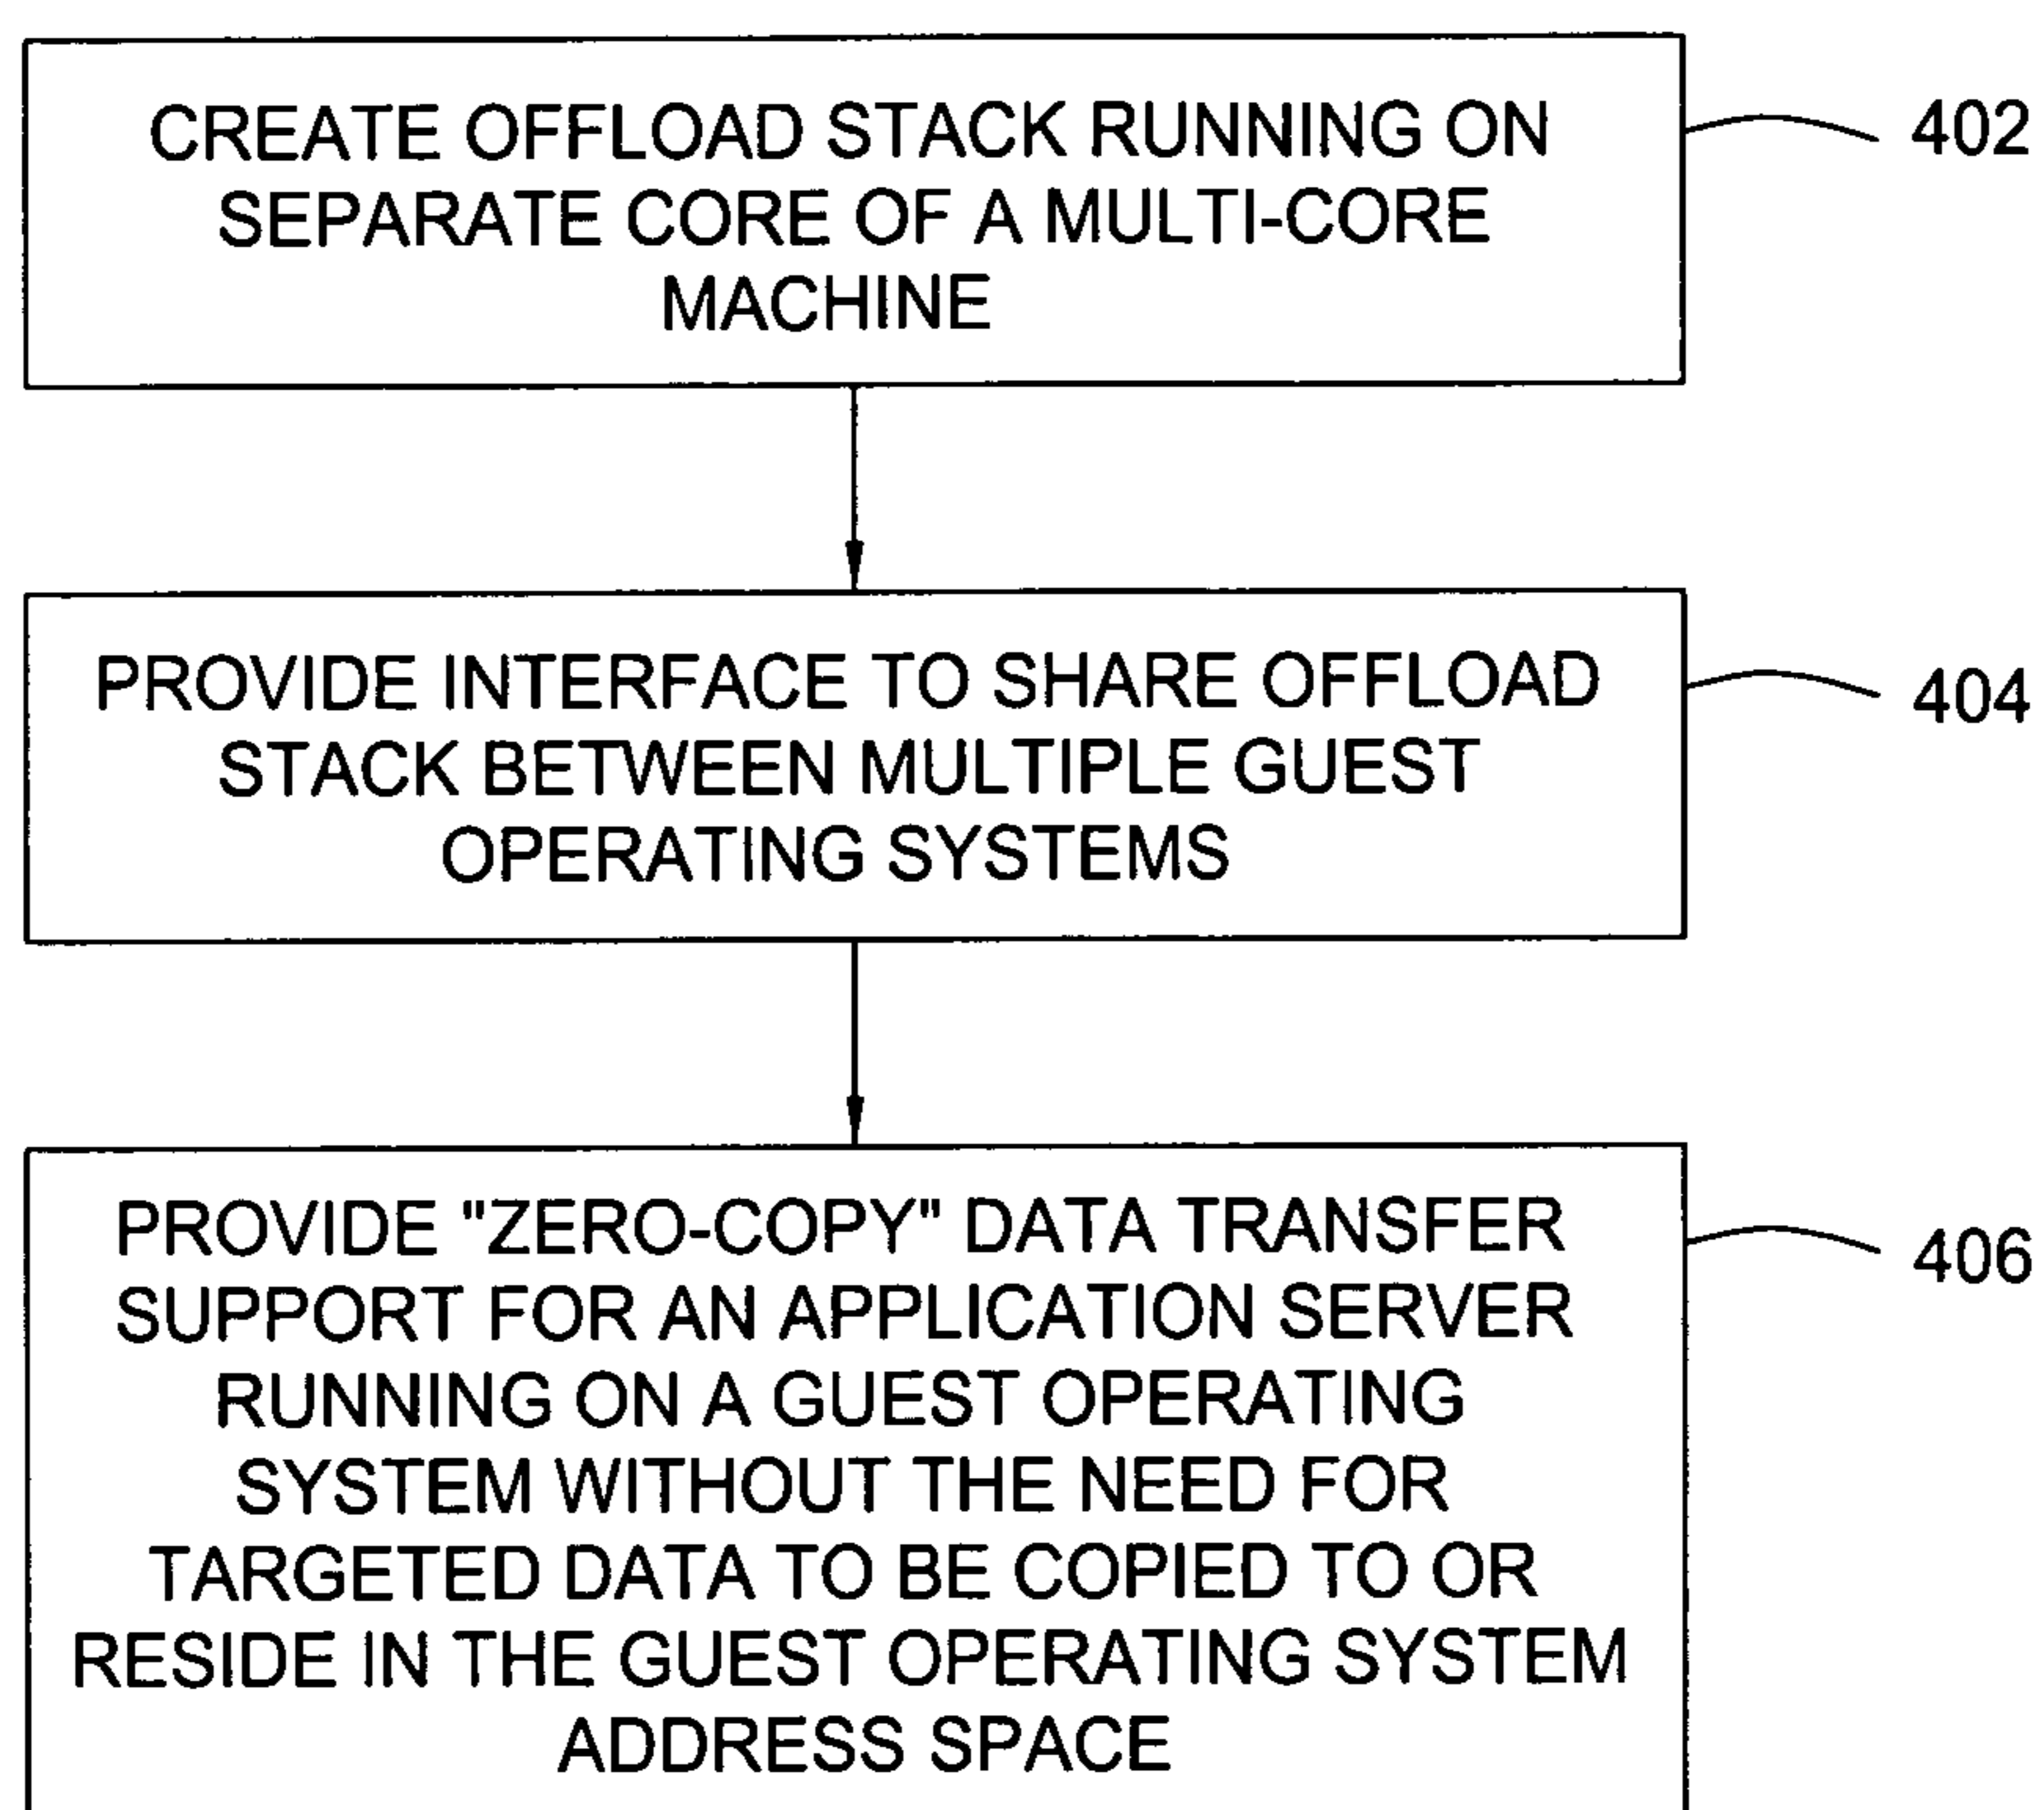 CREATE OFFLOAD STACK RUNNING ON
SEPARATE CORE OF A MULTI-CORE
MACHINE
402
PROVIDE INTERFACE TO SHARE OFFLOAD
STACK BETWEEN MULTIPLE GUEST
OPERATING SYSTEMS
404
PROVIDE "ZERO-COPY" DATA TRANSFER
SUPPORT FOR AN APPLICATION SERVER
RUNNING ON A GUEST OPERATING
SYSTEM WITHOUT THE NEED FOR
TARGETED DATA TO BE COPIED TO OR
RESIDE IN THE GUEST OPERATING SYSTEM
ADDRESS SPACE
406